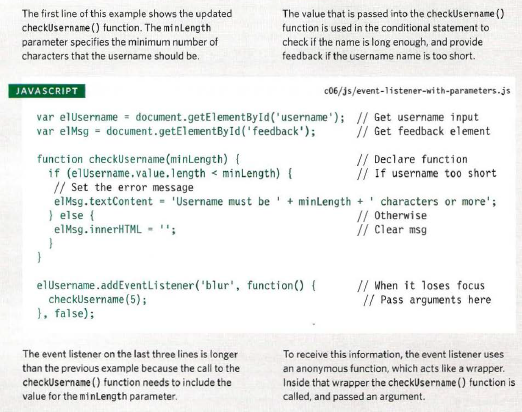 The first line of this example shows the updated
checkUsername() function. The minLength
parameter specifies the minimum number of
characters that the username should be.
The value that is passed into the checkUsername()
function is used in the conditional statement to
check if the name is long enough, and provide
feedback if the username name is too short.
JAVASCRIPT
c06/js/event-listener-with-parameters.js
var elUsername = document.getElementById('username'); // Get username input
var elMsg = document.getElementById('feedback'); // Get feedback element
function checkUsername(minLength) { // Declare function
if (elUsername.value.length < minLength) { // If username too short
// Set the error message
elMsg.textContent = 'Username must be ' + minLength + ' characters or more';
} else { // Otherwise
elMsg.innerHTML = ''; // Clear msg
}
}
elUsername.addEventListener('blur', function() { // When it loses focus
checkUsername(5); // Pass arguments here
}, false);
The event listener on the last three lines is longer
than the previous example because the call to the
checkUsername() function needs to include the
value for the minLength parameter.
To receive this information, the event listener uses
an anonymous function, which acts like a wrapper.
Inside that wrapper the checkUsername() function is
called, and passed an argument.